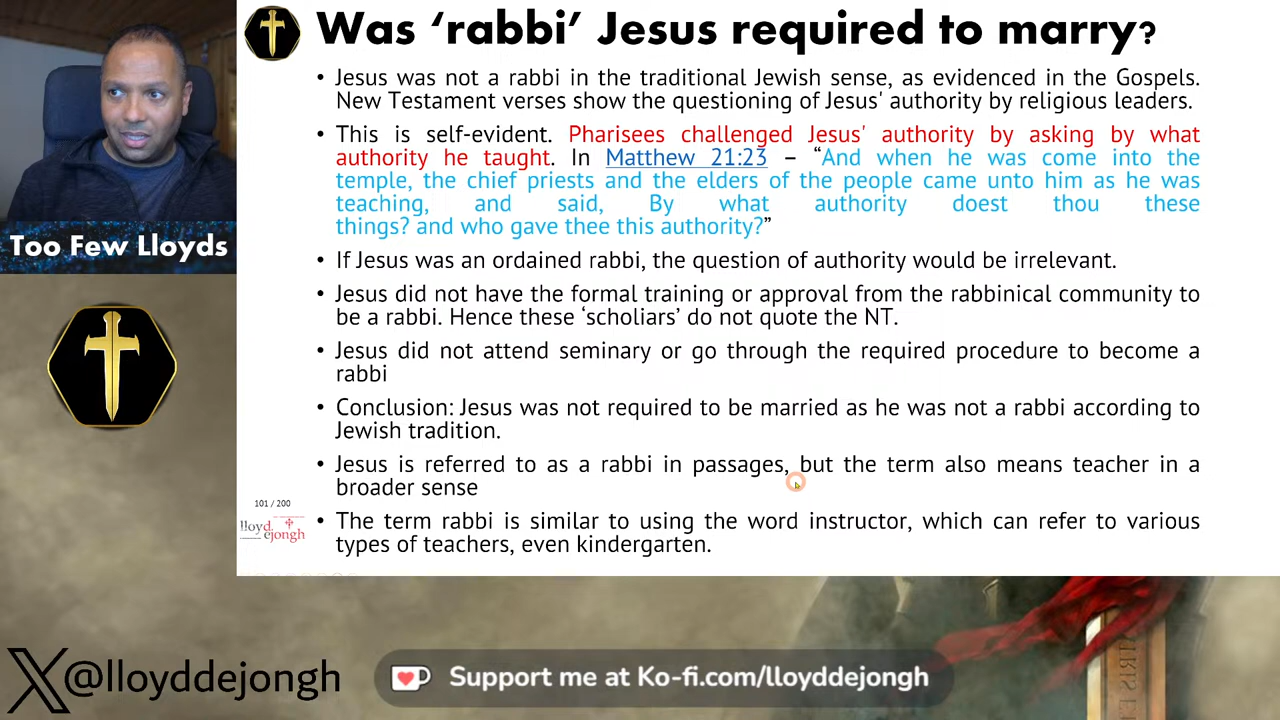 Was ‘rabbi’ Jesus required to marry?
• Jesus was not a rabbi in the traditional Jewish sense, as evidenced in the Gospels.
New Testament verses show the questioning of Jesus' authority by religious leaders.
• This is self-evident. Pharisees challenged Jesus' authority by asking by what
authority he taught. In Matthew 21:23 – “And when he was come into the
temple, the chief priests and the elders of the people came unto him as he was
teaching, and said, By what authority doest thou these
things? and who gave thee this authority?”
• If Jesus was an ordained rabbi, the question of authority would be irrelevant.
• Jesus did not have the formal training or approval from the rabbinical community to
be a rabbi. Hence these ‘scholiars’ do not quote the NT.
• Jesus did not attend seminary or go through the required procedure to become a
rabbi
• Conclusion: Jesus was not required to be married as he was not a rabbi according to
Jewish tradition.
• Jesus is referred to as a rabbi in passages, but the term also means teacher in a
broader sense
• The term rabbi is similar to using the word instructor, which can refer to various
types of teachers, even kindergarten.
101 / 200
lloyd
dejongh
Too Few Lloyds
X@lloyddejongh
Support me at Ko-fi.com/lloyddejongh